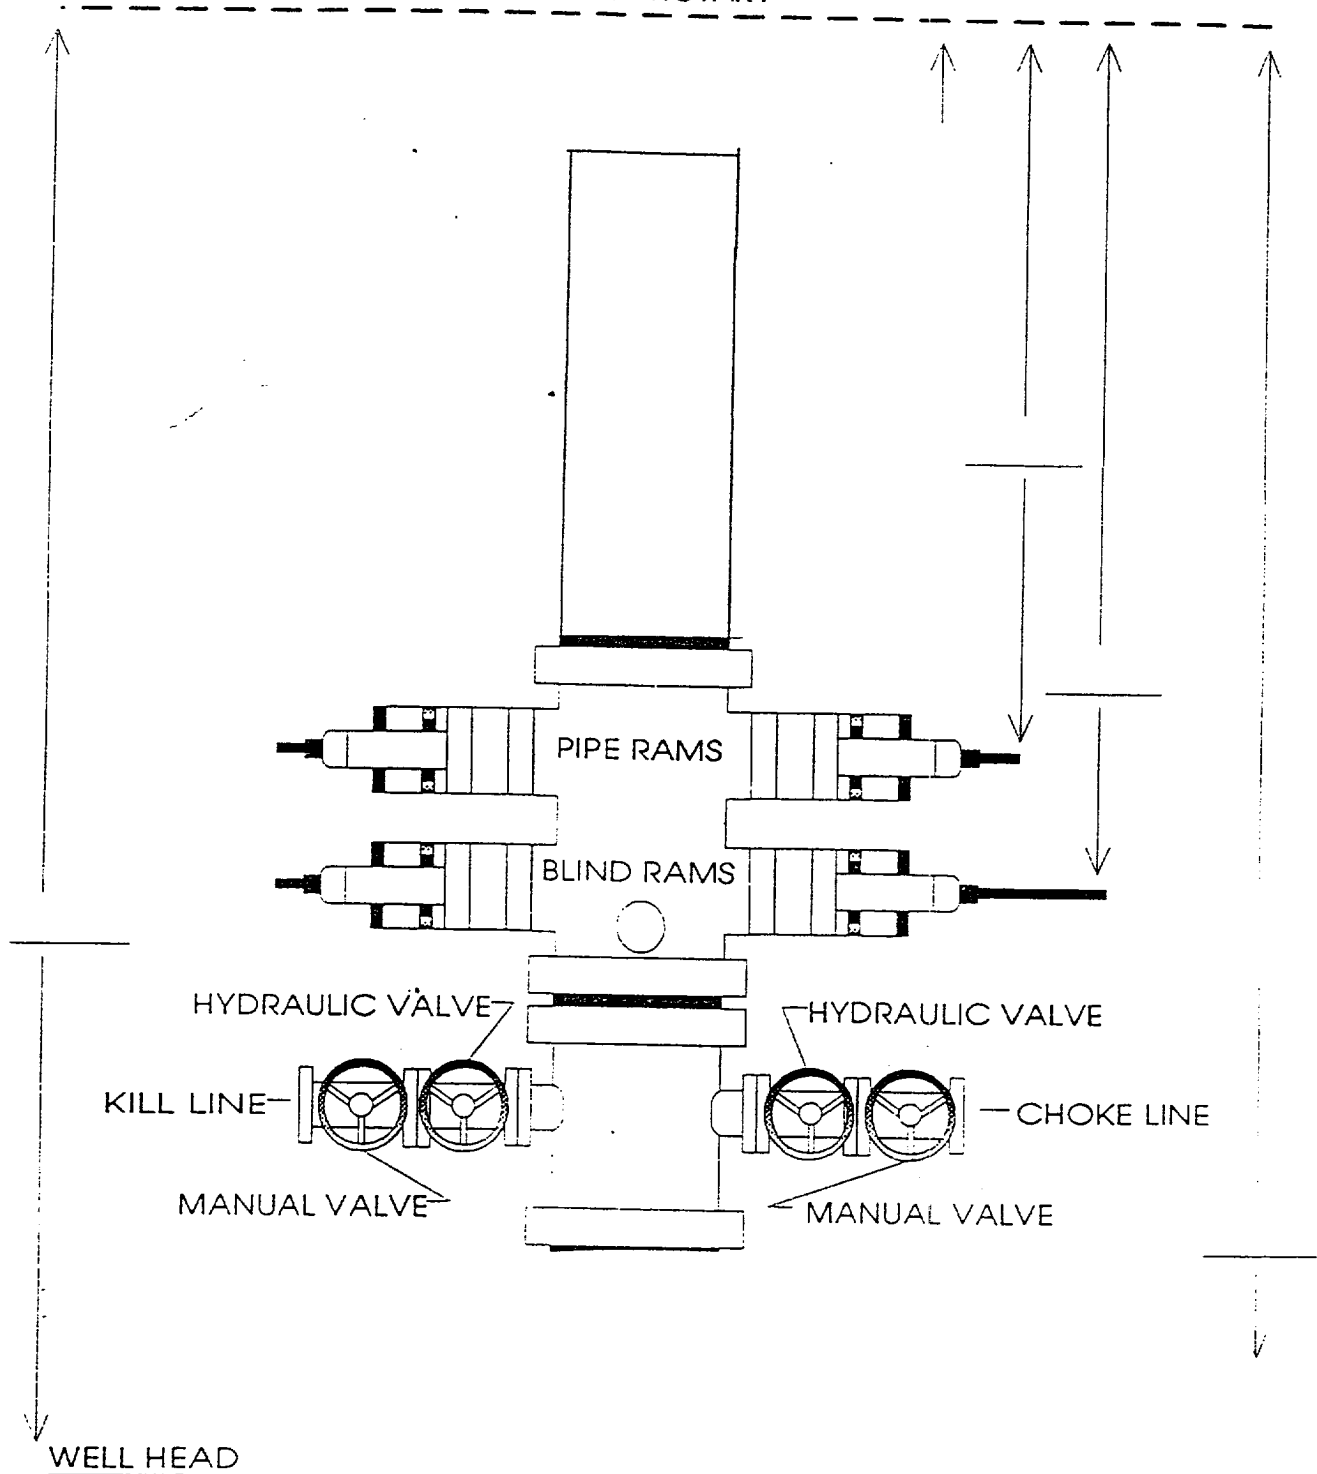 PIPE RAMS
BLIND RAMS
HYDRAULIC VALVE
HYDRAULIC VALVE
KILL LINE
CHOKE LINE
MANUAL VALVE
MANUAL VALVE
WELL HEAD